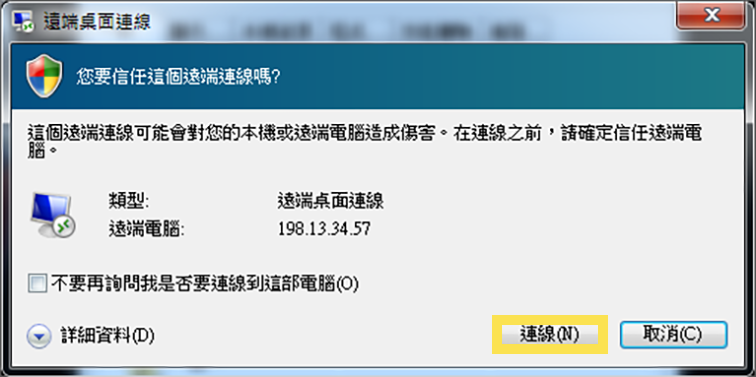 遠端桌面連線
您要信任這個遠端連線嗎?
這個遠端連線可能會對您的本機或遠端電腦造成傷害。在連線之前，請確定信任遠端電
腦。
類型: 遠端桌面連線
遠端電腦: 198.13.34.57
不要再詢問我是否要連線到這部電腦(O)
詳細資料(D) 連線(N) 取消(C)